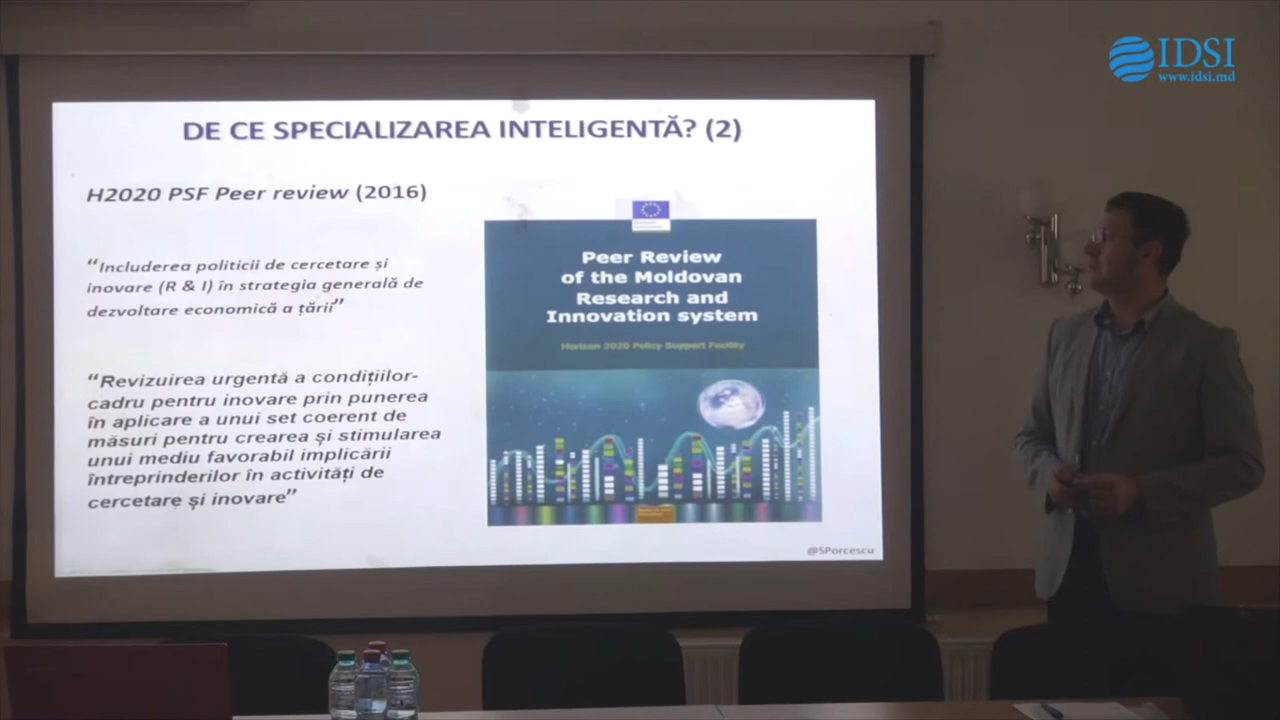 IDSI
www.idsi.md
DE CE SPECIALIZAREA INTELIGENTĂ? (2)
H2020 PSF Peer review (2016)
“Includerea politicii de cercetare și
inovare (R & I) în strategia generală de
dezvoltare economică a țării”
“Revizuirea urgentă a condițiilor-
cadru pentru inovare prin punerea
în aplicare a unui set coerent de
măsuri pentru crearea și stimularea
unui mediu favorabil implicării
întreprinderilor în activități de
cercetare și inovare”
Peer Review
of the Moldovan
Research and
Innovation system
Horizon 2020 Policy Support Facility
@SPorcescu